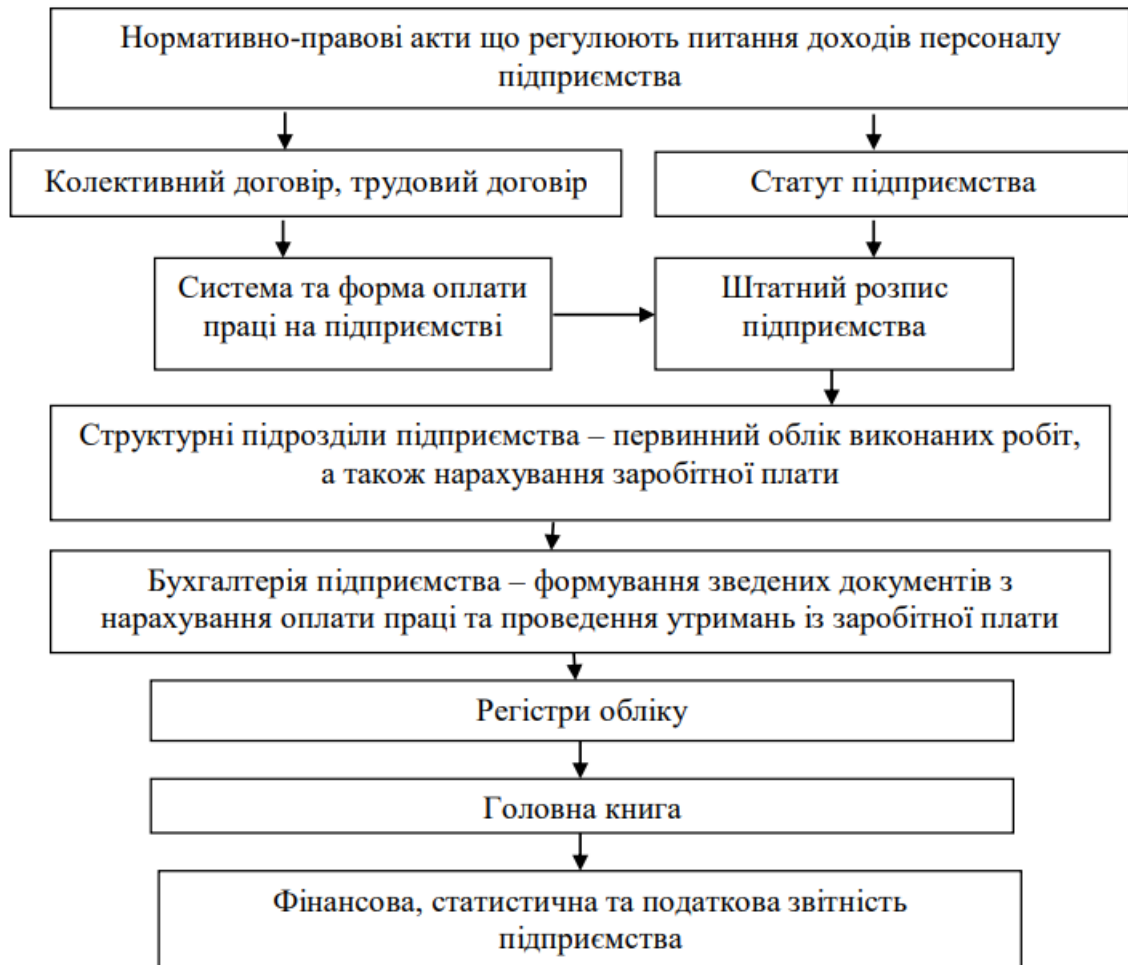 Нормативно-правові акти що регулюють питання доходів персоналу
підприємства
Колективний договір, трудовий договір
Статут підприємства
Система та форма оплати
праці на підприємстві
Штатний розпис
підприємства
Структурні підрозділи підприємства – первинний облік виконаних робіт,
а також нарахування заробітної плати
Бухгалтерія підприємства – формування зведених документів з
нарахування оплати праці та проведення утримань із заробітної плати
Регістри обліку
Головна книга
Фінансова, статистична та податкова звітність
підприємства